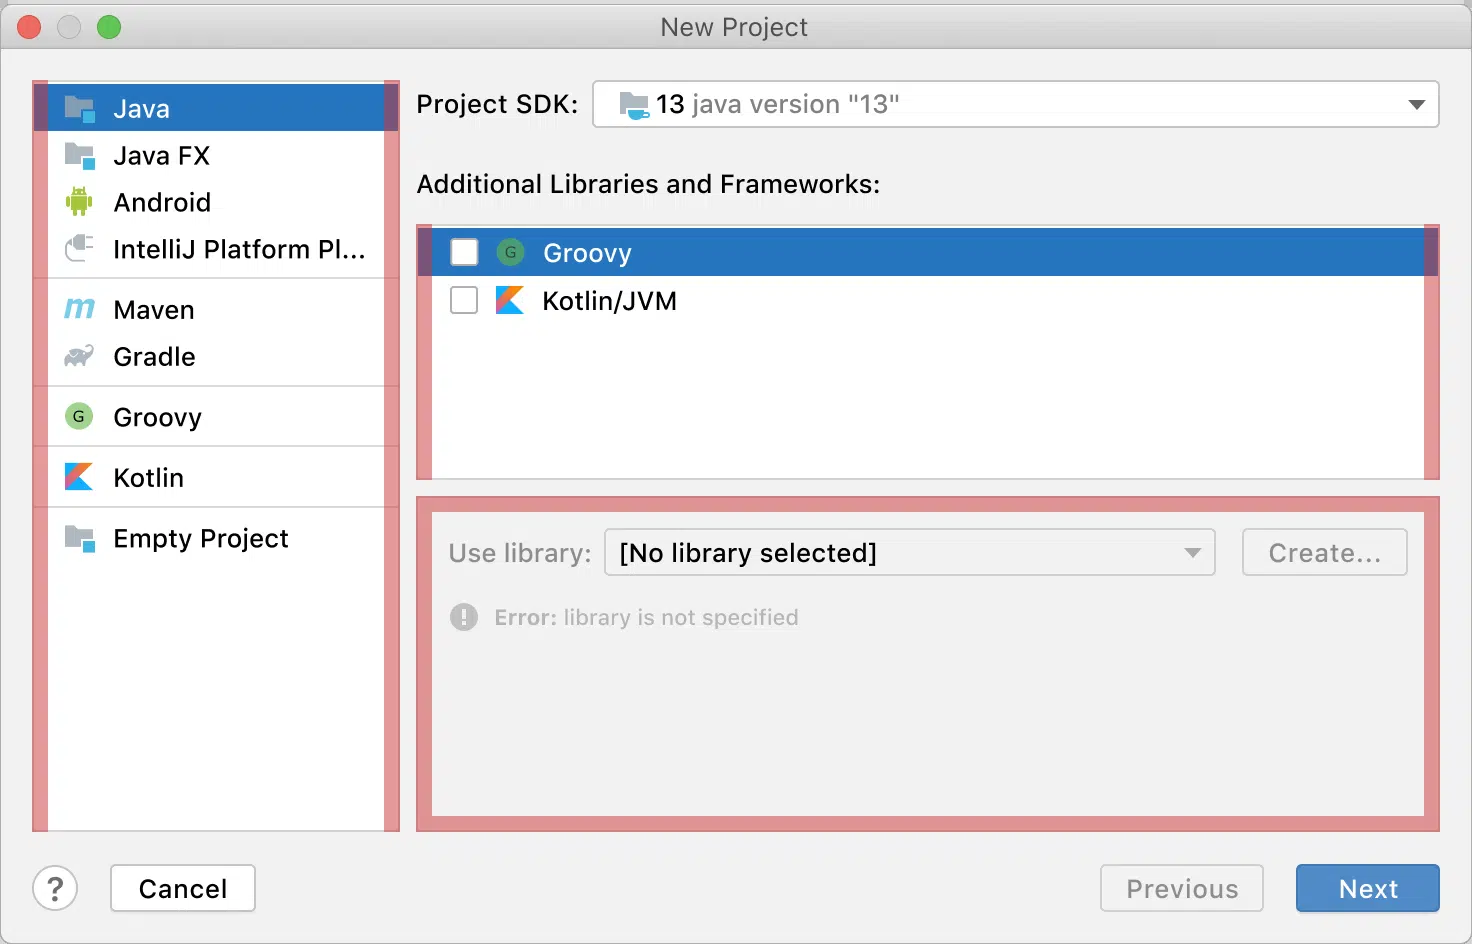 New Project
Java
Java FX
Android
IntelliJ Platform Pl...
Maven
Gradle
G Groovy
Kotlin
Empty Project
Project SDK: 13 java version "13"
Additional Libraries and Frameworks:
G Groovy
Kotlin/JVM
Use library: [No library selected] Create...
! Error: library is not specified
? Cancel Previous Next